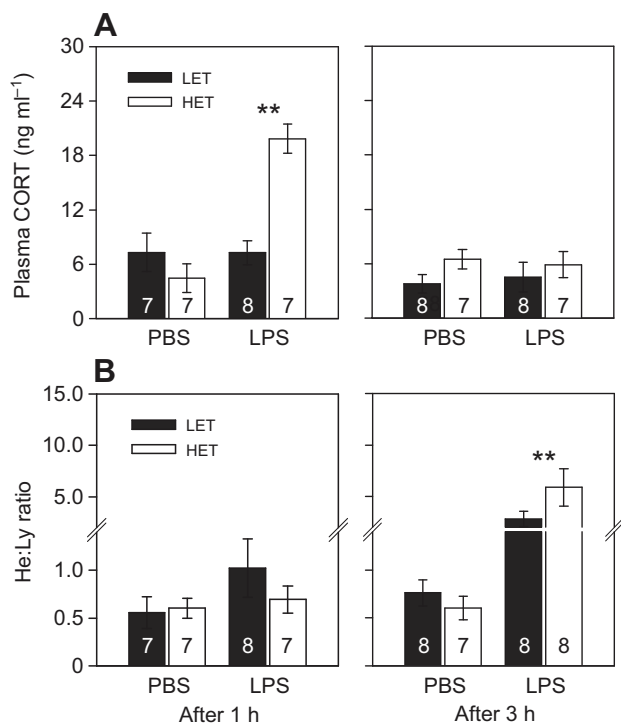 A
30
24
18
12
6
0
Plasma CORT (ng ml⁻¹)
LET
HET
**
7 7 8 7
8 7 8 7
PBS LPS PBS LPS
B
15.0
10.0
5.0
1.0
0.5
0
He:Ly ratio
LET
HET
**
7 7 8 7
8 7 8 8
PBS LPS PBS LPS
After 1 h After 3 h